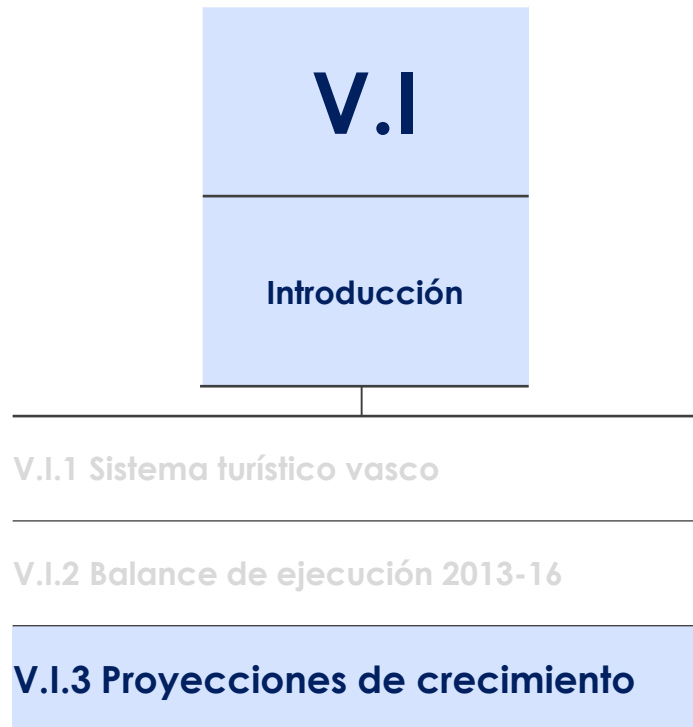 V.I
Introducción
V.I.1 Sistema turístico vasco
V.I.2 Balance de ejecución 2013-16
V.I.3 Proyecciones de crecimiento